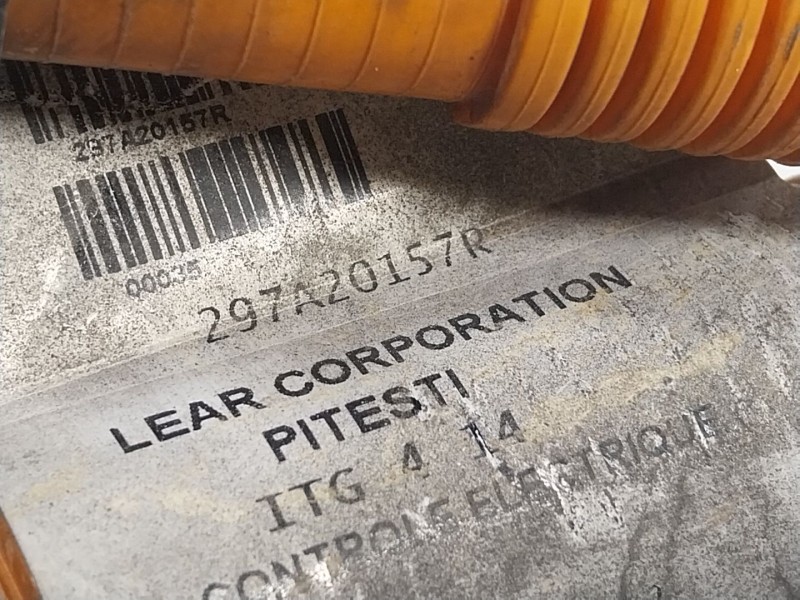 297A20157R
00035
297A20157R
LEAR CORPORATION
PITESTI
ITG 4 14
CONTROLE ELECTRIQUE